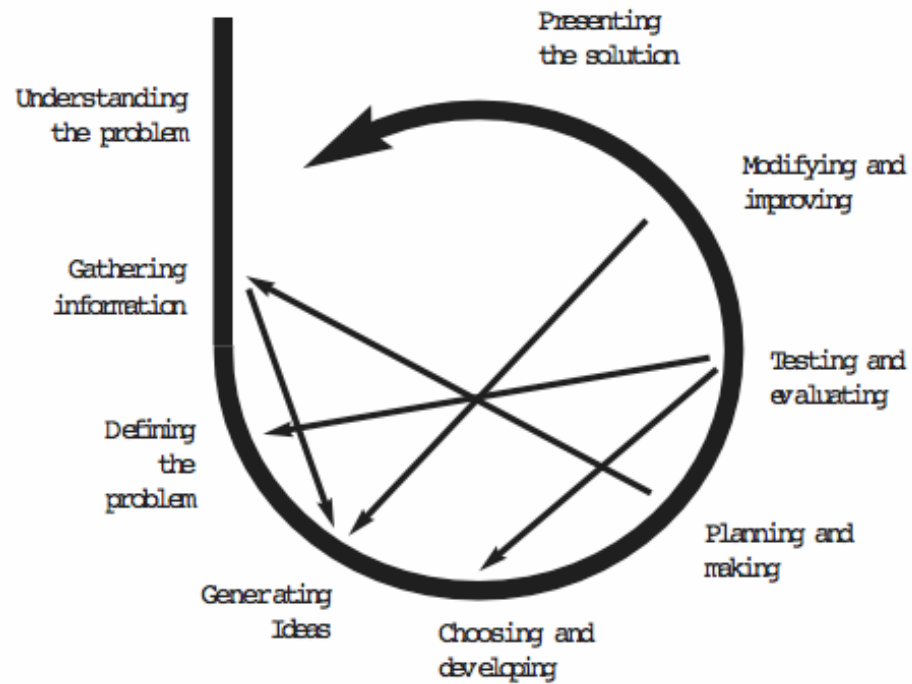 Understanding
the problem
Gathering
information
Defining
the
problem
Generating
Ideas
Choosing and
developing
Planning and
making
Testing and
evaluating
Modifying and
improving
Presenting
the solution